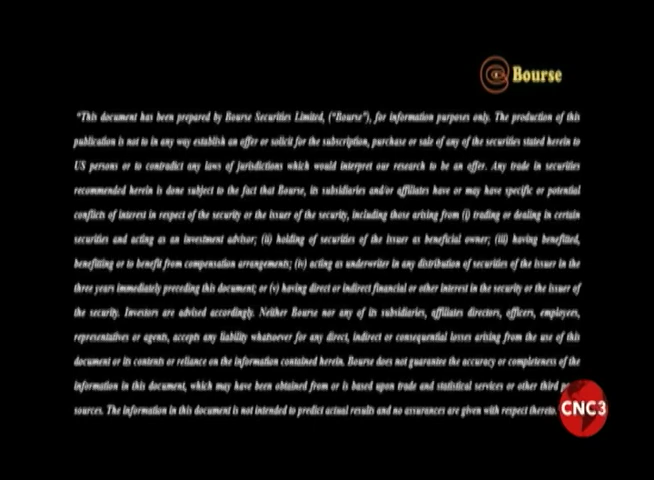 @ Bourse
"This document has been prepared by Bourse Securities Limited, ("Bourse"), for information purposes only. The production of this
publication is not to in any way establish an offer or solicit for the subscription, purchase or sale of any of the securities stated herein to
US persons or to contradict any laws of jurisdictions which would interpret our research to be an offer. Any trade in securities
recommended herein is done subject to the fact that Bourse, its subsidiaries and/or affiliates have or may have specific or potential
conflicts of interest in respect of the security or the issuer of the security, including those arising from (i) trading or dealing in certain
securities and acting as an investment advisor; (ii) holding of securities of the issuer as beneficial owner; (iii) having benefitted,
benefitting or to benefit from compensation arrangements; (iv) acting as underwriter in any distribution of securities of the issuer in the
three years immediately preceding this document; or (v) having direct or indirect financial or other interest in the security or the issuer of
the security. Investors are advised accordingly. Neither Bourse nor any of its subsidiaries, affiliates directors, officers, employees,
representatives or agents, accepts any liability whatsoever for any direct, indirect or consequential losses arising from the use of this
document or its contents or reliance on the information contained herein. Bourse does not guarantee the accuracy or completeness of the
information in this document, which may have been obtained from or is based upon trade and statistical services or other third
sources. The information in this document is not intended to predict actual results and no assurances are given with respect thereto.
CNC3